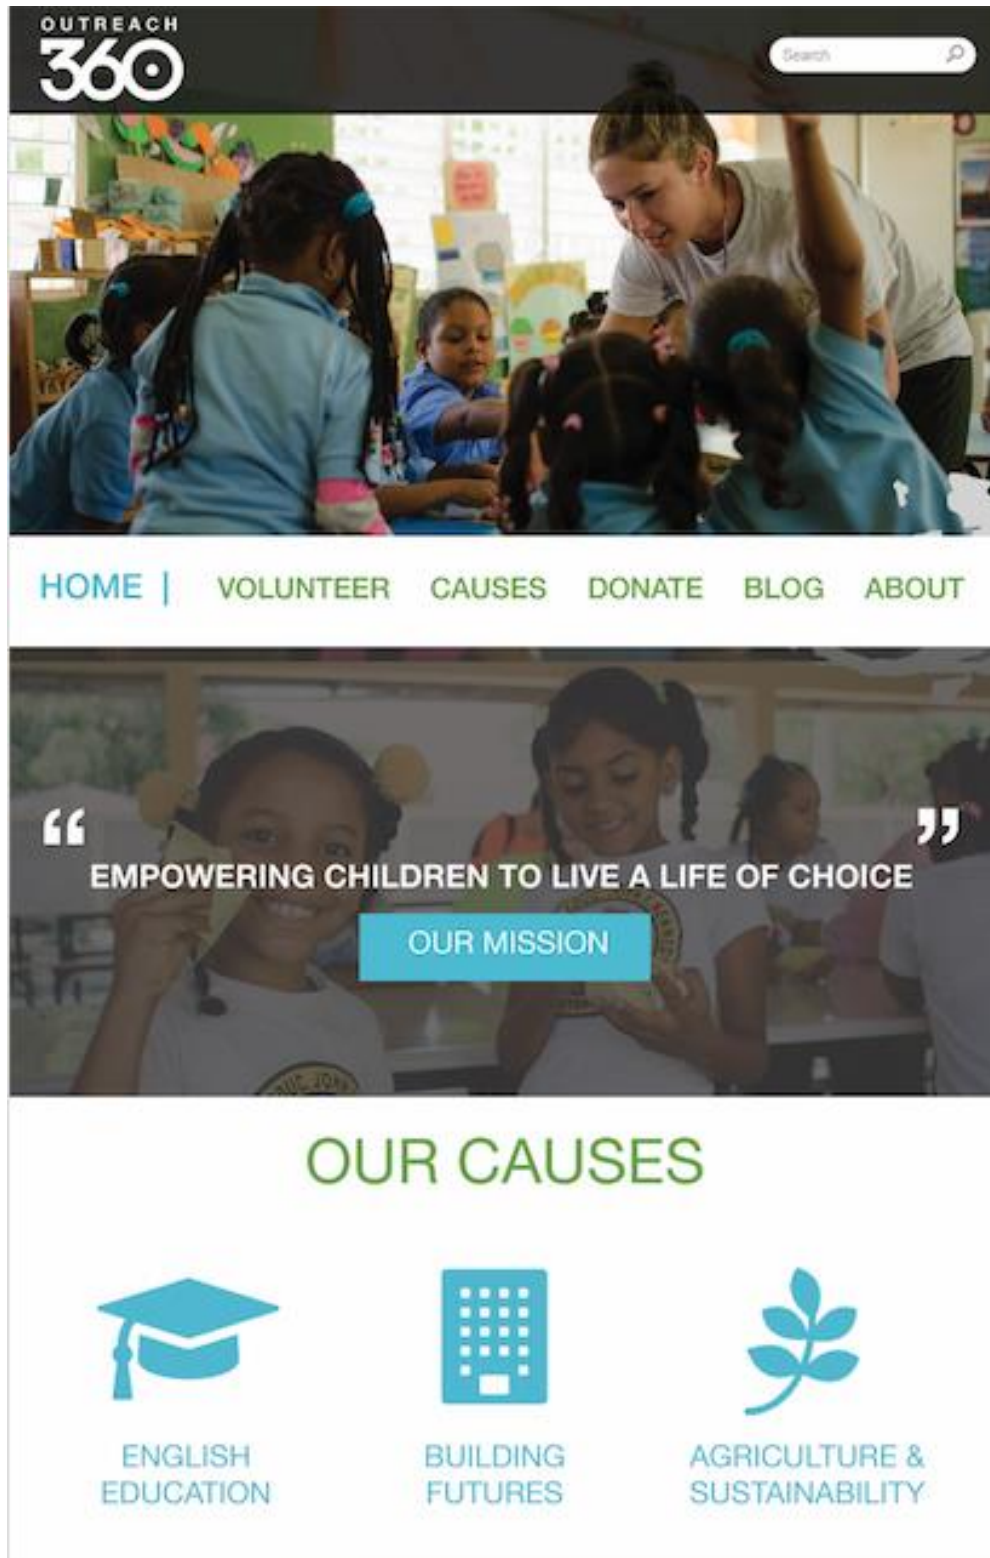 OUTREACH
360
Search
HOME | VOLUNTEER CAUSES DONATE BLOG ABOUT
“ ”
EMPOWERING CHILDREN TO LIVE A LIFE OF CHOICE
OUR MISSION
OUR CAUSES
ENGLISH
EDUCATION
BUILDING
FUTURES
AGRICULTURE &
SUSTAINABILITY